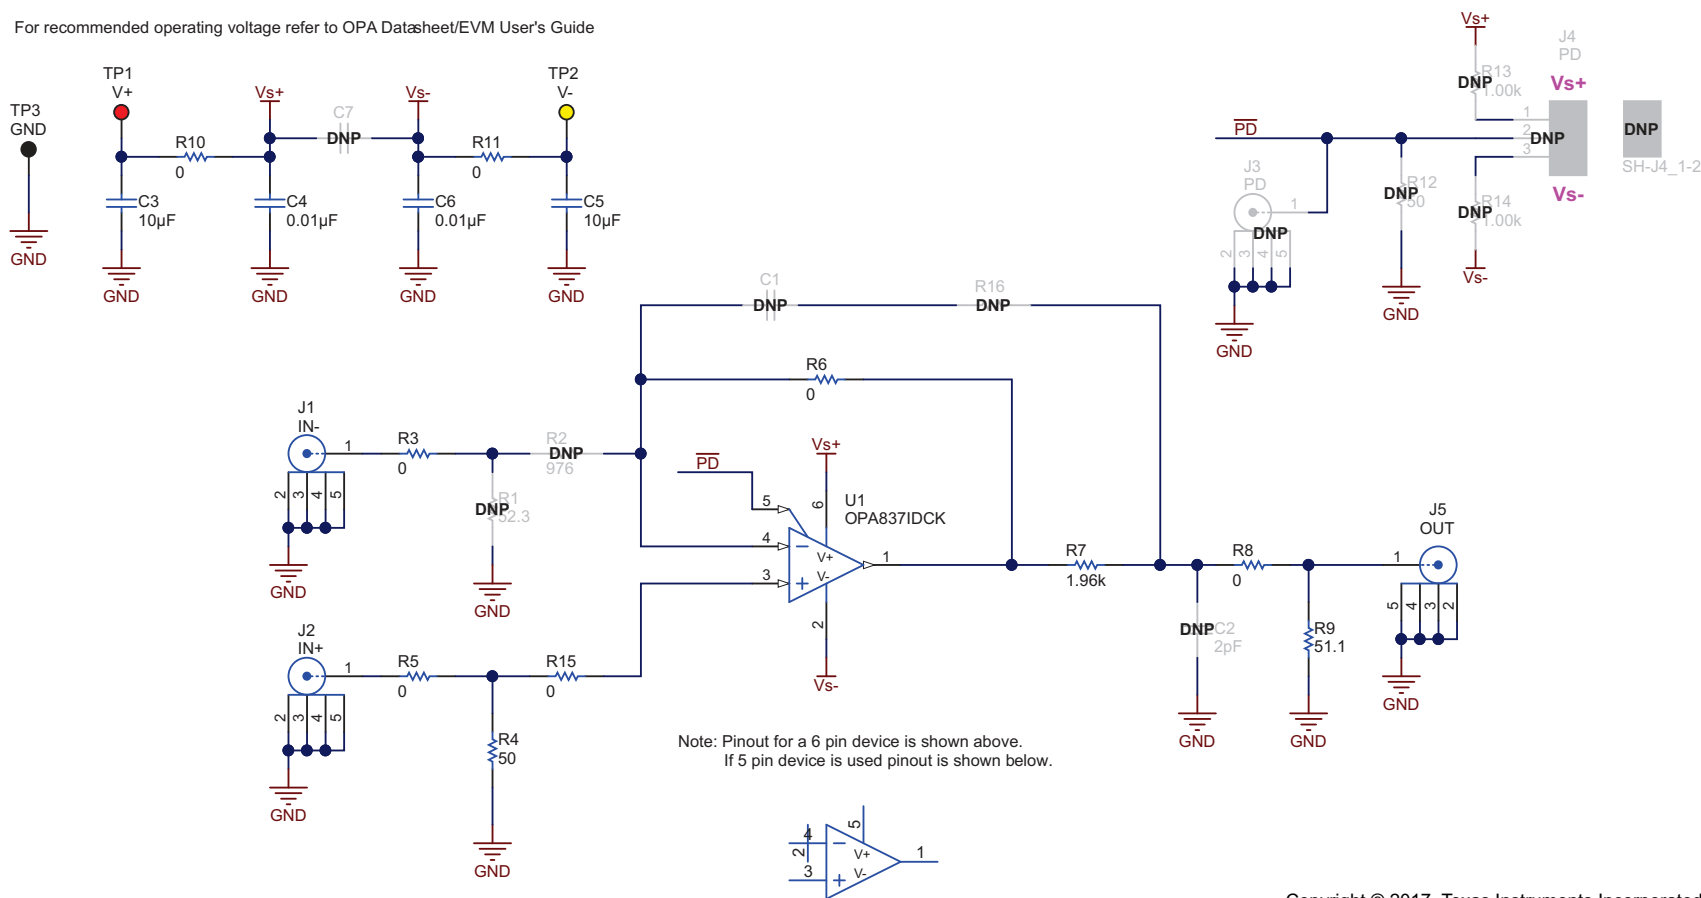 For recommended operating voltage refer to OPA Datasheet/EVM User's Guide
TP3
GND
GND
TP1
V+
R10
0
C3
10µF
GND
Vs+
C4
0.01µF
GND
C7
DNP
Vs-
C6
0.01µF
GND
R11
0
TP2
V-
C5
10µF
GND
PD
J3
PD
1
DNP
2
3
4
5
GND
DNP
R12
50
GND
Vs+
DNP
R13
1.00k
J4
PD
Vs+
1
2
3
DNP
Vs-
DNP
R14
1.00k
Vs-
DNP
SH-J4_1-2
C1
DNP
R16
DNP
R6
0
J1
IN-
1
2
3
4
5
GND
R3
0
R2
DNP
976
DNP
R1
52.3
GND
PD
Vs+
5
6
4
3
2
1
V+
V-
U1
OPA837IDCK
Vs-
R7
1.96k
R8
0
DNP
C2
2pF
GND
R9
51.1
GND
J5
OUT
1
5
4
3
2
GND
J2
IN+
1
2
3
4
5
GND
R5
0
R15
0
R4
50
GND
Note: Pinout for a 6 pin device is shown above.
If 5 pin device is used pinout is shown below.
4
2
3
5
V+
V-
1
Copyright © 2017, Texas Instruments Incorporated